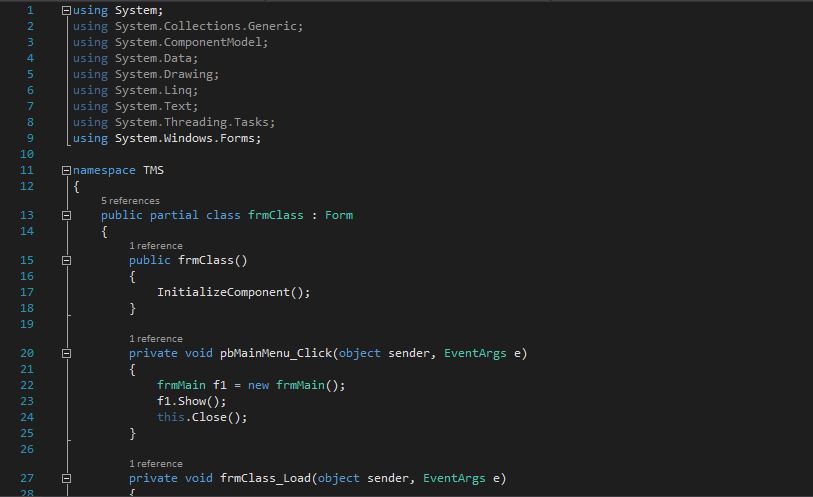 1 using System;
2 using System.Collections.Generic;
3 using System.ComponentModel;
4 using System.Data;
5 using System.Drawing;
6 using System.Linq;
7 using System.Text;
8 using System.Threading.Tasks;
9 using System.Windows.Forms;
10
11 namespace TMS
12 {
5 references
13 public partial class frmClass : Form
14 {
1 reference
15 public frmClass()
16 {
17 InitializeComponent();
18 }
19
1 reference
20 private void pbMainMenu_Click(object sender, EventArgs e)
21 {
22 frmMain f1 = new frmMain();
23 f1.Show();
24 this.Close();
25 }
26
1 reference
27 private void frmClass_Load(object sender, EventArgs e)
28 {